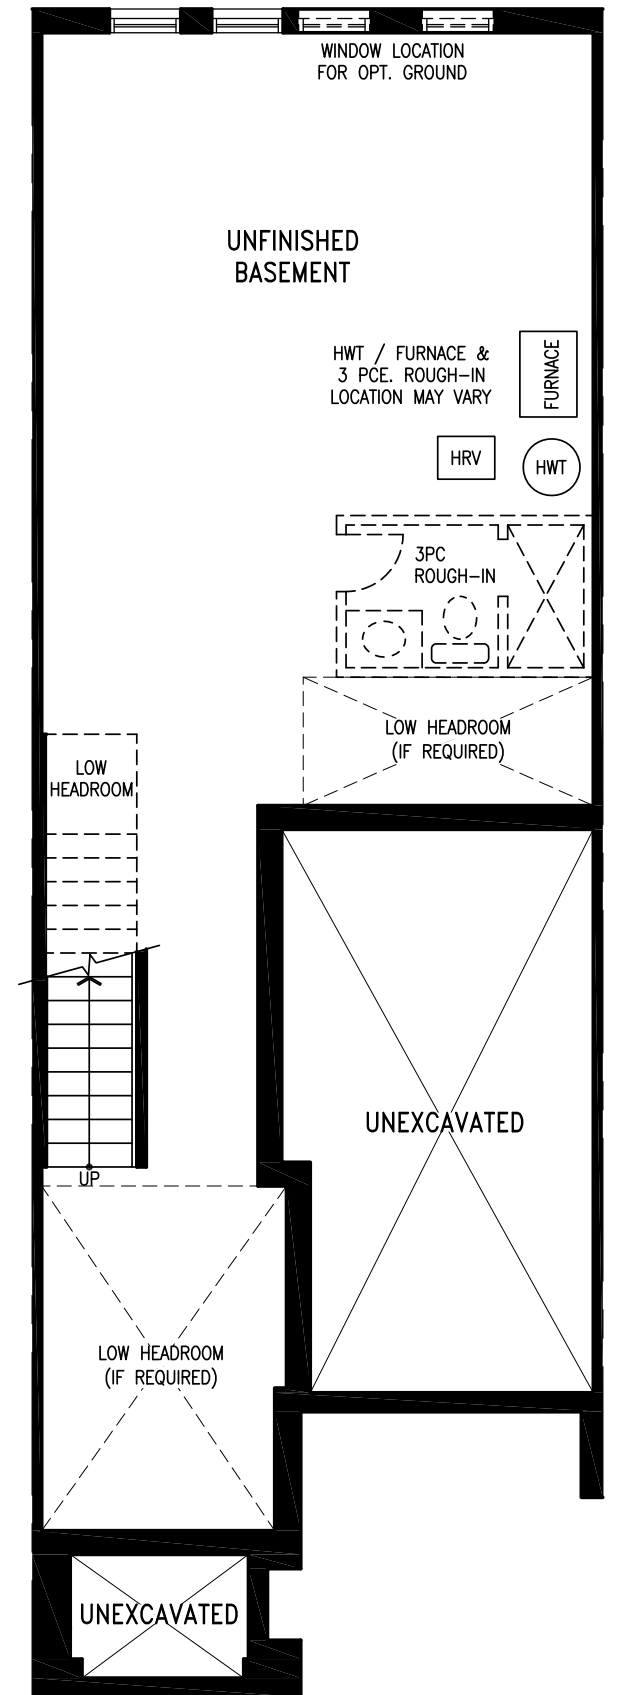 WINDOW LOCATION
FOR OPT. GROUND
UNFINISHED
BASEMENT
HWT / FURNACE &
3 PCE. ROUGH-IN
LOCATION MAY VARY
FURNACE
HRV
HWT
3PC
ROUGH-IN
LOW HEADROOM
(IF REQUIRED)
LOW
HEADROOM
UNEXCAVATED
UP
LOW HEADROOM
(IF REQUIRED)
UNEXCAVATED